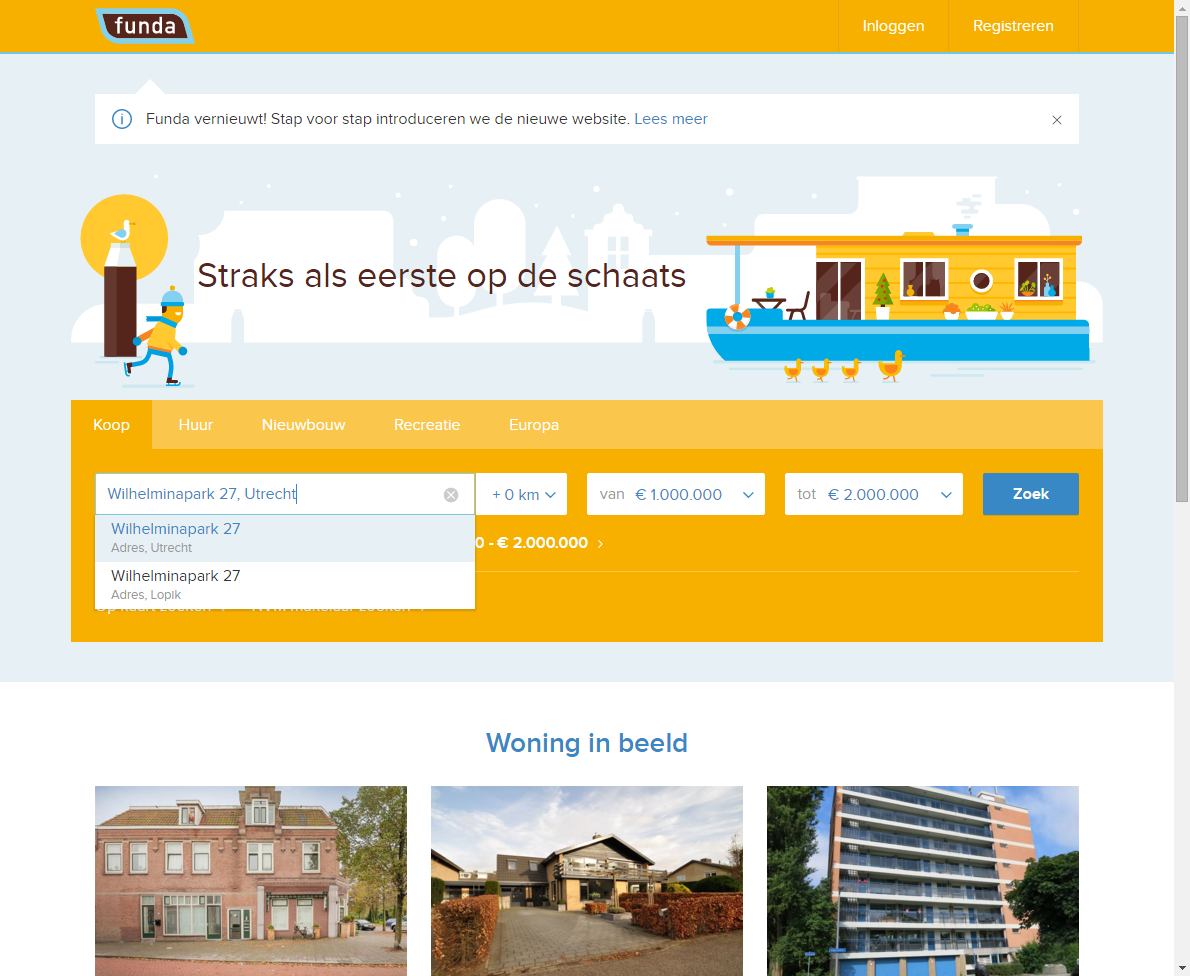 funda
Inloggen
Registreren
Funda vernieuwt! Stap voor stap introduceren we de nieuwe website. Lees meer
Straks als eerste op de schaats
Koop
Huur
Nieuwbouw
Recreatie
Europa
Wilhelminapark 27, Utrecht
+ 0 km
van € 1.000.000
tot € 2.000.000
Zoek
Wilhelminapark 27
Adres, Utrecht
0 - € 2.000.000
Wilhelminapark 27
Adres, Lopik
Woning in beeld